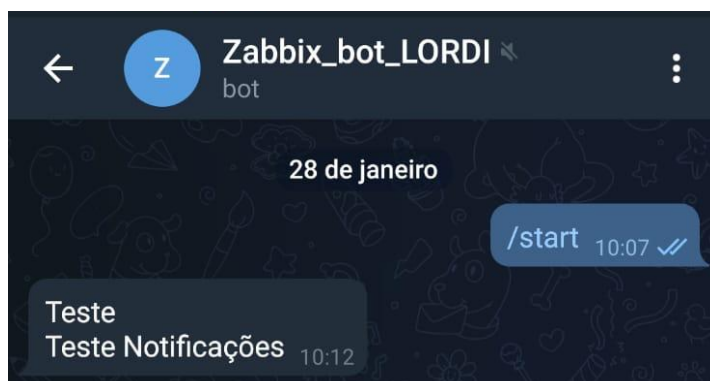 Z
Zabbix_bot_LORDI
bot
28 de janeiro
/start 10:07
Teste
Teste Notificações 10:12